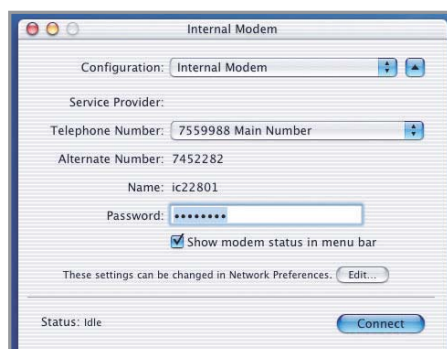 Internal Modem
Configuration: Internal Modem
Service Provider:
Telephone Number: 7559988 Main Number
Alternate Number: 7452282
Name: ic22801
Password: ••••••••
Show modem status in menu bar
These settings can be changed in Network Preferences. Edit...
Status: Idle Connect